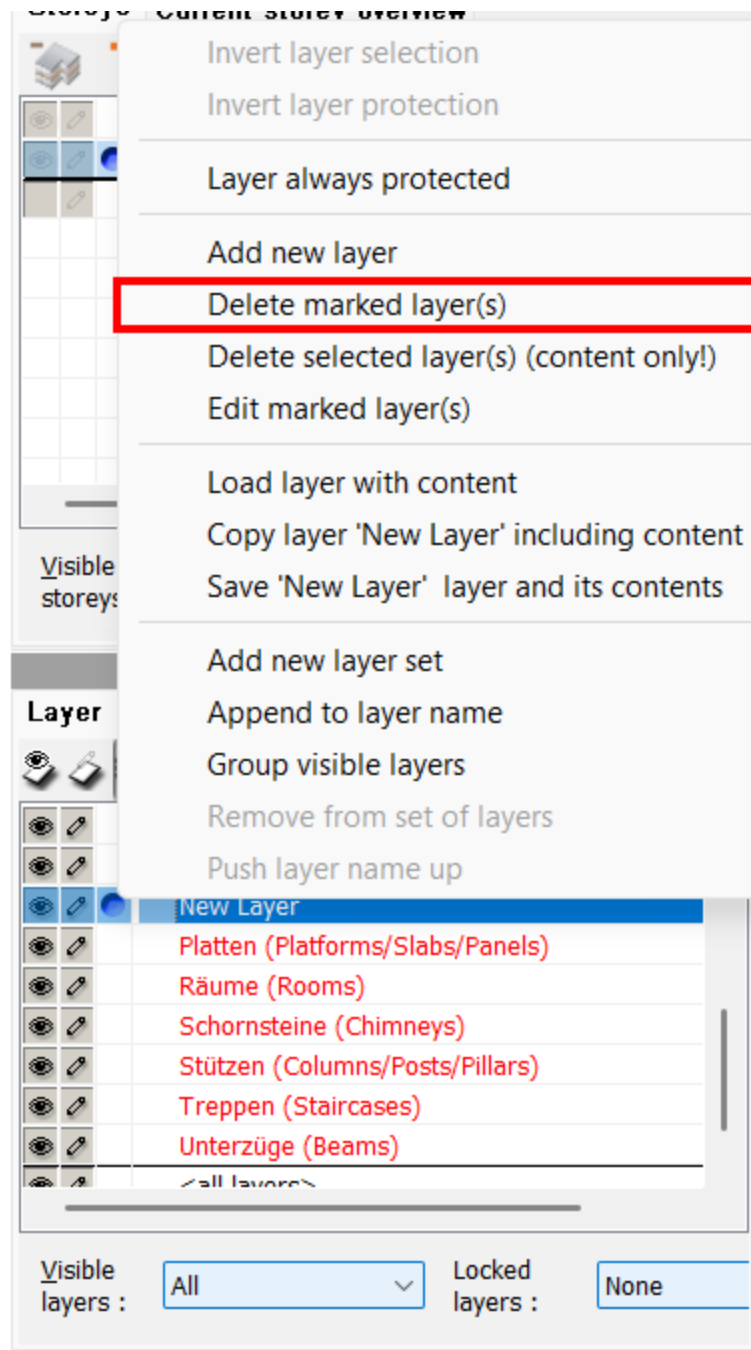 Current storey overview
Invert layer selection
Invert layer protection
Layer always protected
Add new layer
Delete marked layer(s)
Delete selected layer(s) (content only!)
Edit marked layer(s)
Load layer with content
Copy layer 'New Layer' including content
Save 'New Layer'  layer and its contents
Visible
storeys
Add new layer set
Append to layer name
Group visible layers
Remove from set of layers
Push layer name up
Layer
New Layer
Platten (Platforms/Slabs/Panels)
Räume (Rooms)
Schornsteine (Chimneys)
Stützen (Columns/Posts/Pillars)
Treppen (Staircases)
Unterzüge (Beams)
<all layers>
Visible layers : All Locked layers : None